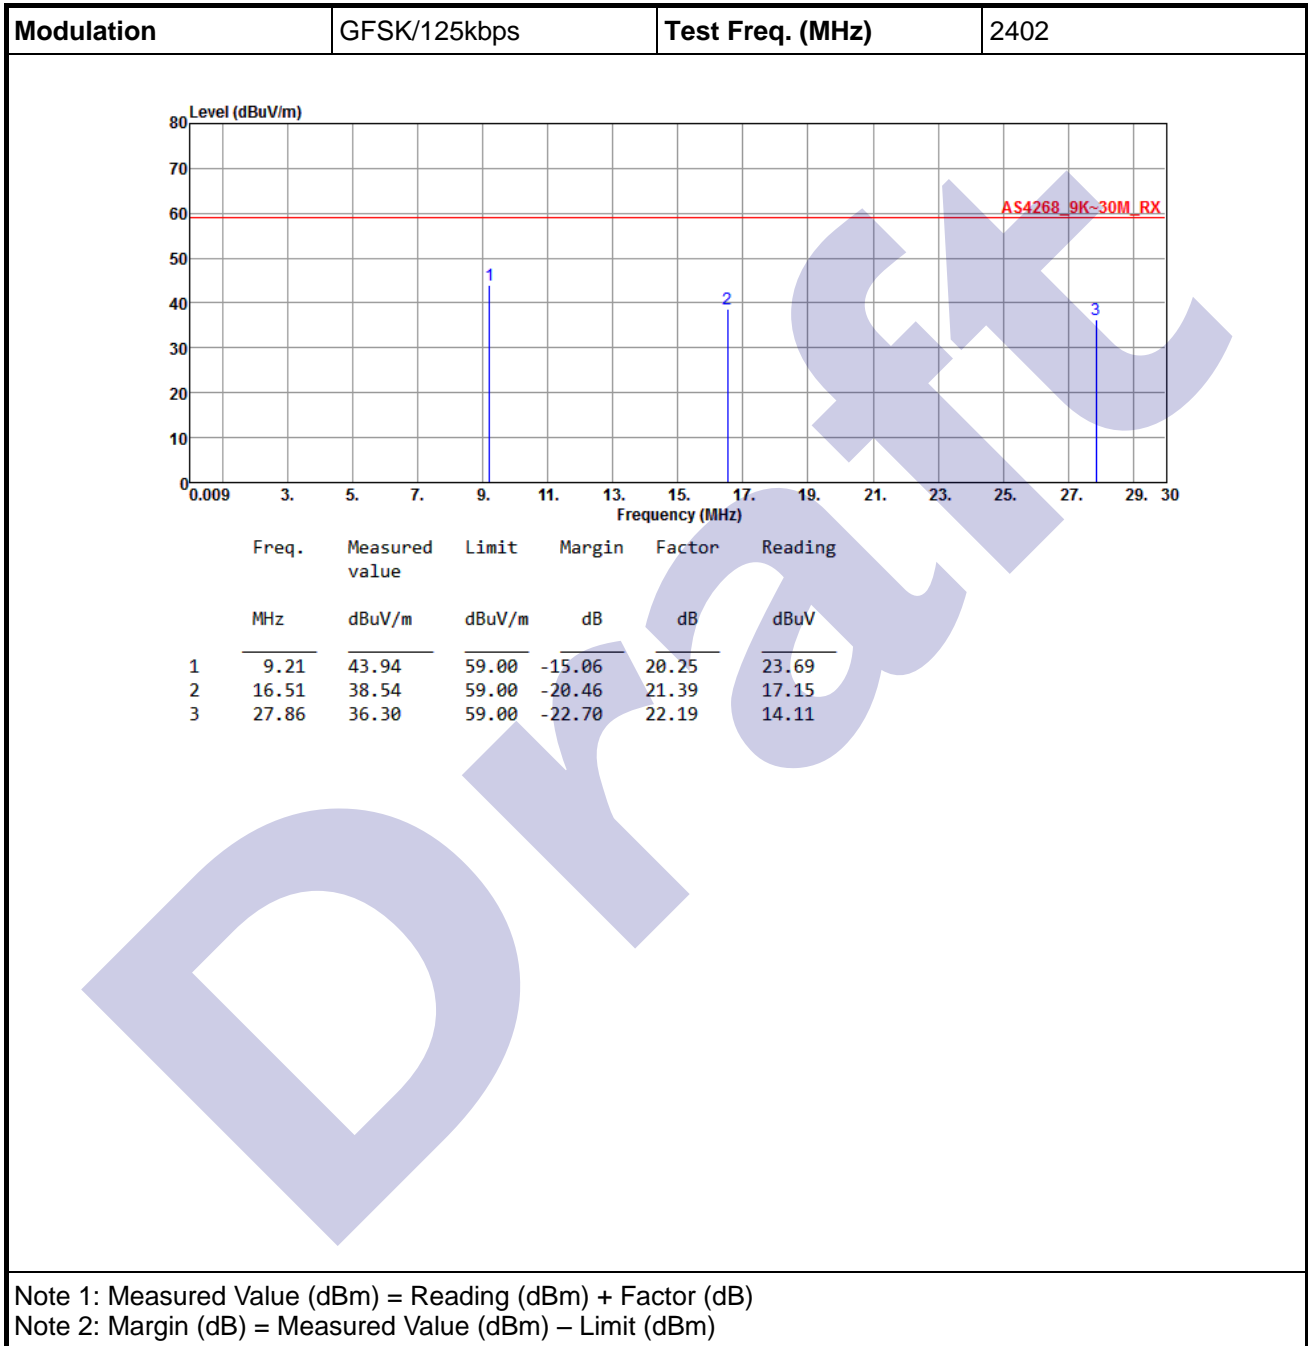 Modulation GFSK/125kbps Test Freq. (MHz) 2402
Level (dBuV/m)
80
70
60
50
40
30
20
10
0
AS4268_9K~30M_RX
1
2
3
0.009 3. 5. 7. 9. 11. 13. 15. 17. 19. 21. 23. 25. 27. 29. 30
Frequency (MHz)
Freq. Measured Limit Margin Factor Reading
value
MHz dBuV/m dBuV/m dB dB dBuV
1 9.21 43.94 59.00 -15.06 20.25 23.69
2 16.51 38.54 59.00 -20.46 21.39 17.15
3 27.86 36.30 59.00 -22.70 22.19 14.11
Draft
Note 1: Measured Value (dBm) = Reading (dBm) + Factor (dB)
Note 2: Margin (dB) = Measured Value (dBm) – Limit (dBm)